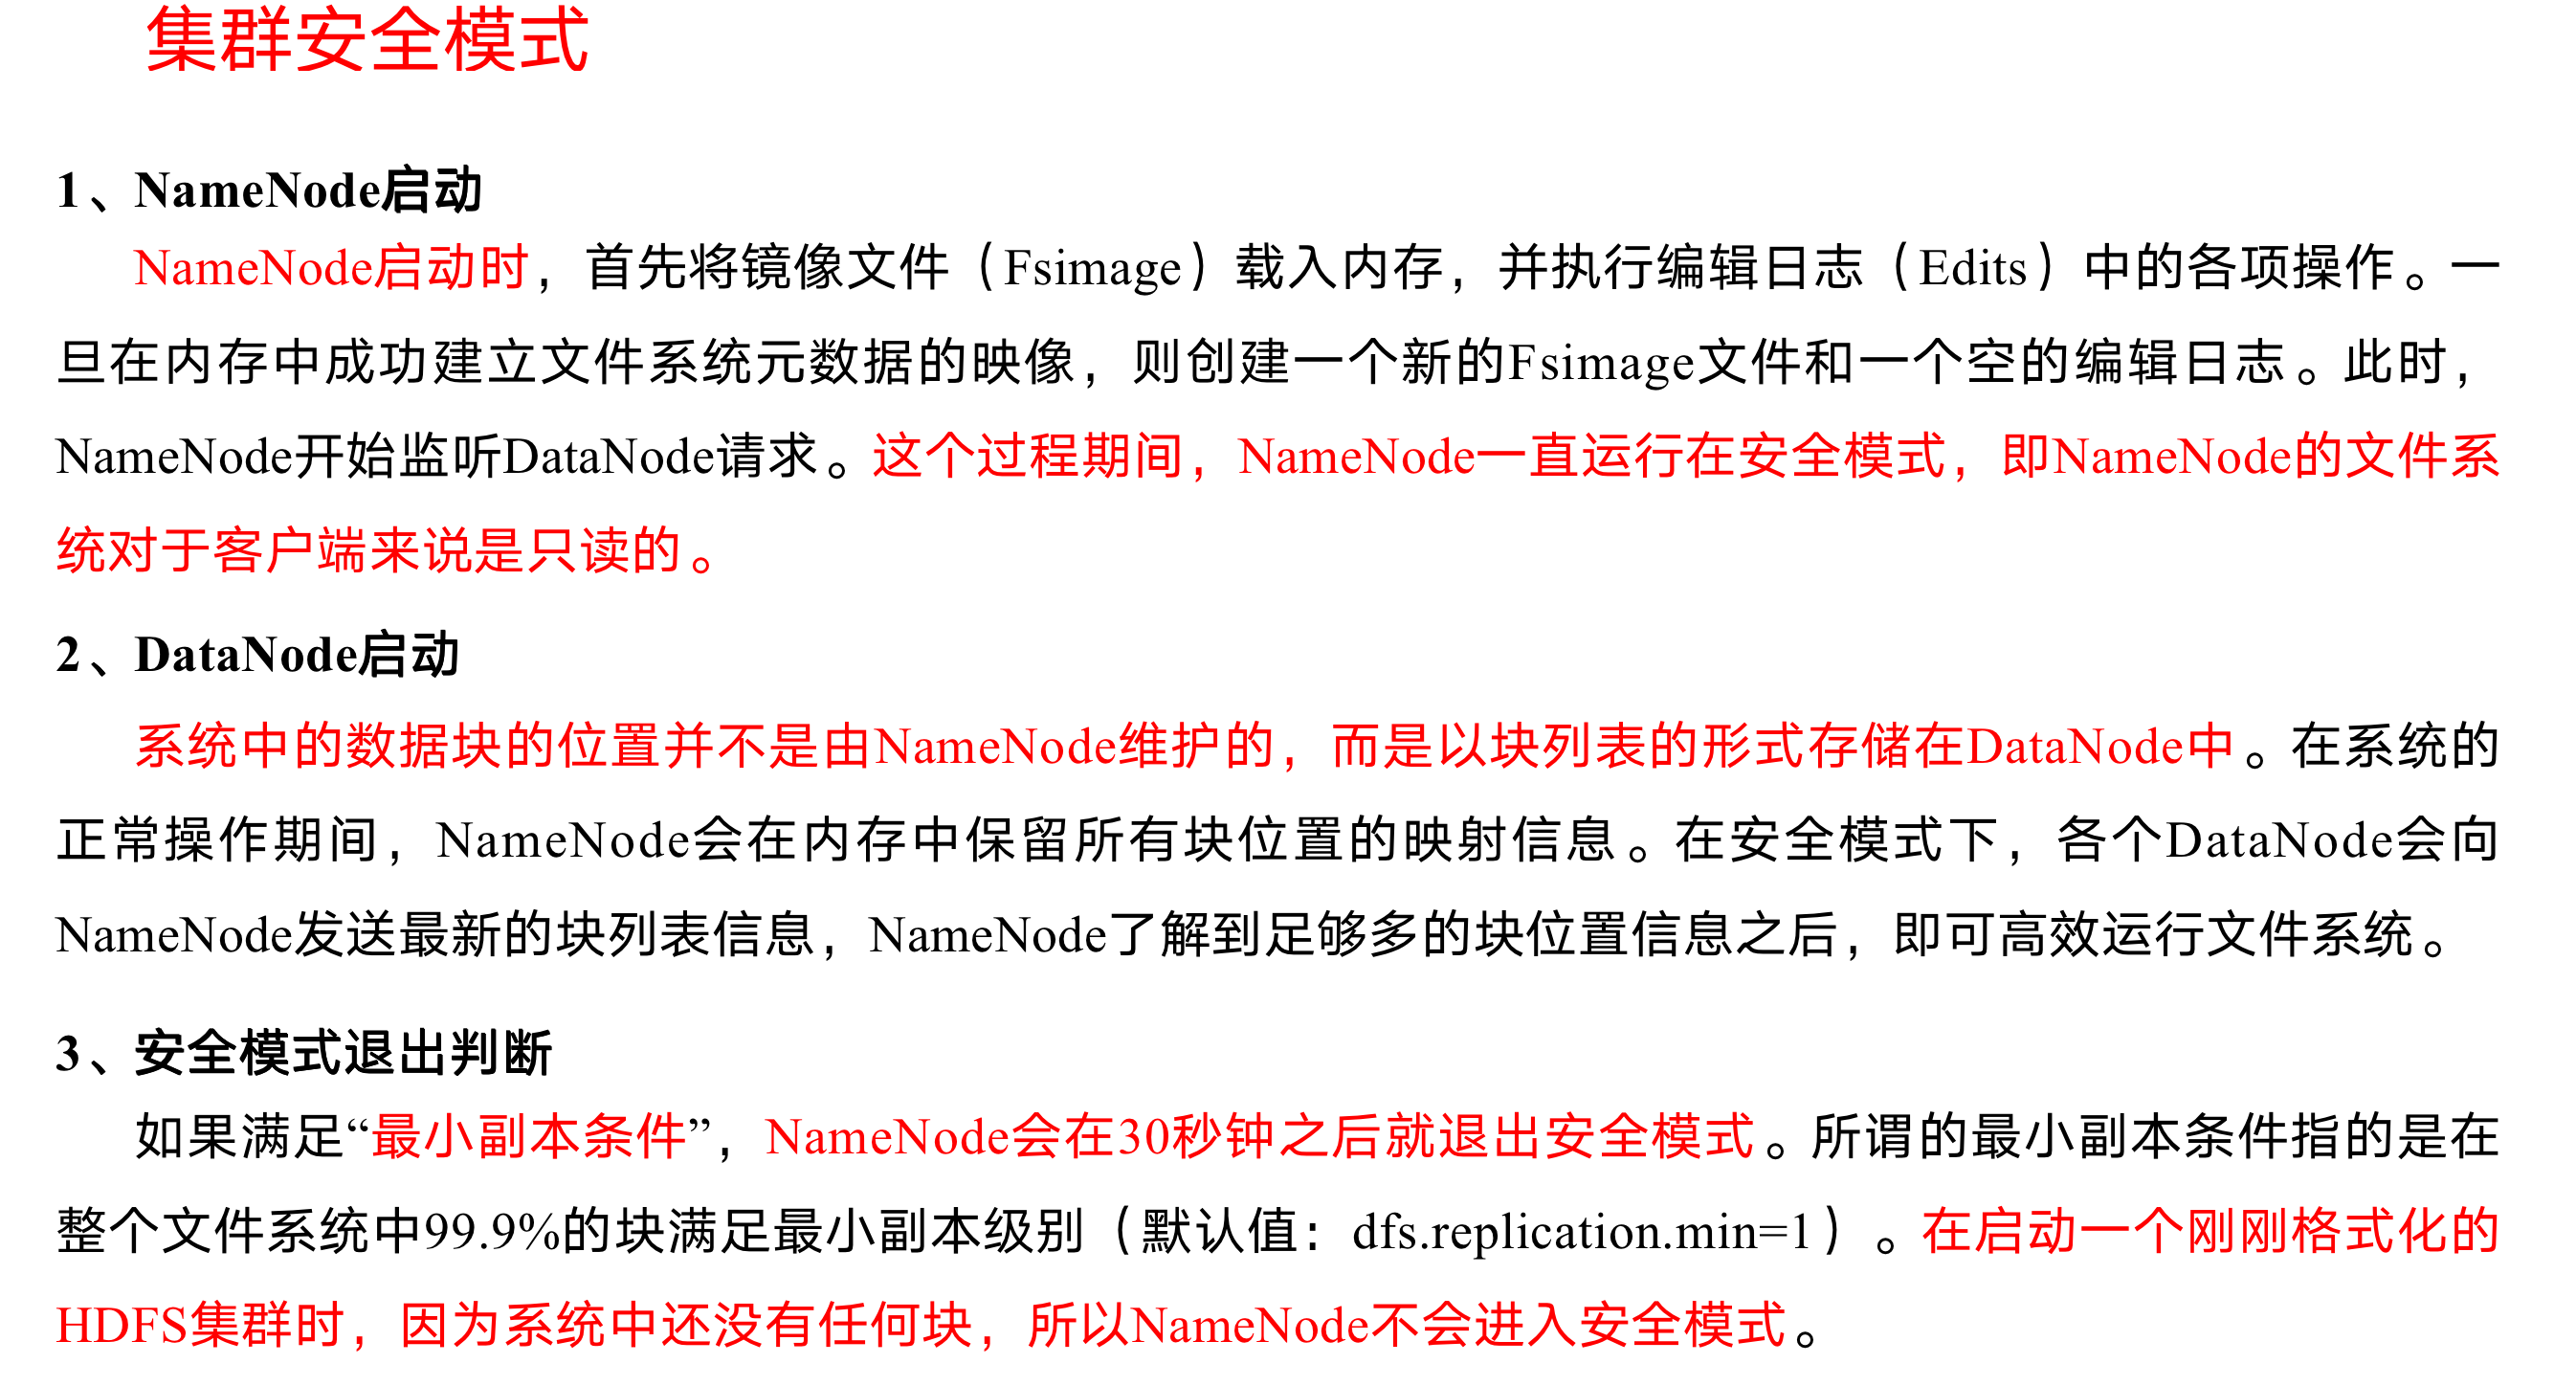 集群安全模式
1、NameNode启动
NameNode启动时，首先将镜像文件（Fsimage）载入内存，并执行编辑日志（Edits）中的各项操作。一
旦在内存中成功建立文件系统元数据的映像，则创建一个新的Fsimage文件和一个空的编辑日志。此时，
NameNode开始监听DataNode请求。这个过程期间，NameNode一直运行在安全模式，即NameNode的文件系
统对于客户端来说是只读的。
2、DataNode启动
系统中的数据块的位置并不是由NameNode维护的，而是以块列表的形式存储在DataNode中。在系统的
正常操作期间，NameNode会在内存中保留所有块位置的映射信息。在安全模式下，各个DataNode会向
NameNode发送最新的块列表信息，NameNode了解到足够多的块位置信息之后，即可高效运行文件系统。
3、安全模式退出判断
如果满足“最小副本条件”，NameNode会在30秒钟之后就退出安全模式。所谓的最小副本条件指的是在
整个文件系统中99.9%的块满足最小副本级别（默认值：dfs.replication.min=1）。在启动一个刚刚格式化的
HDFS集群时，因为系统中还没有任何块，所以NameNode不会进入安全模式。